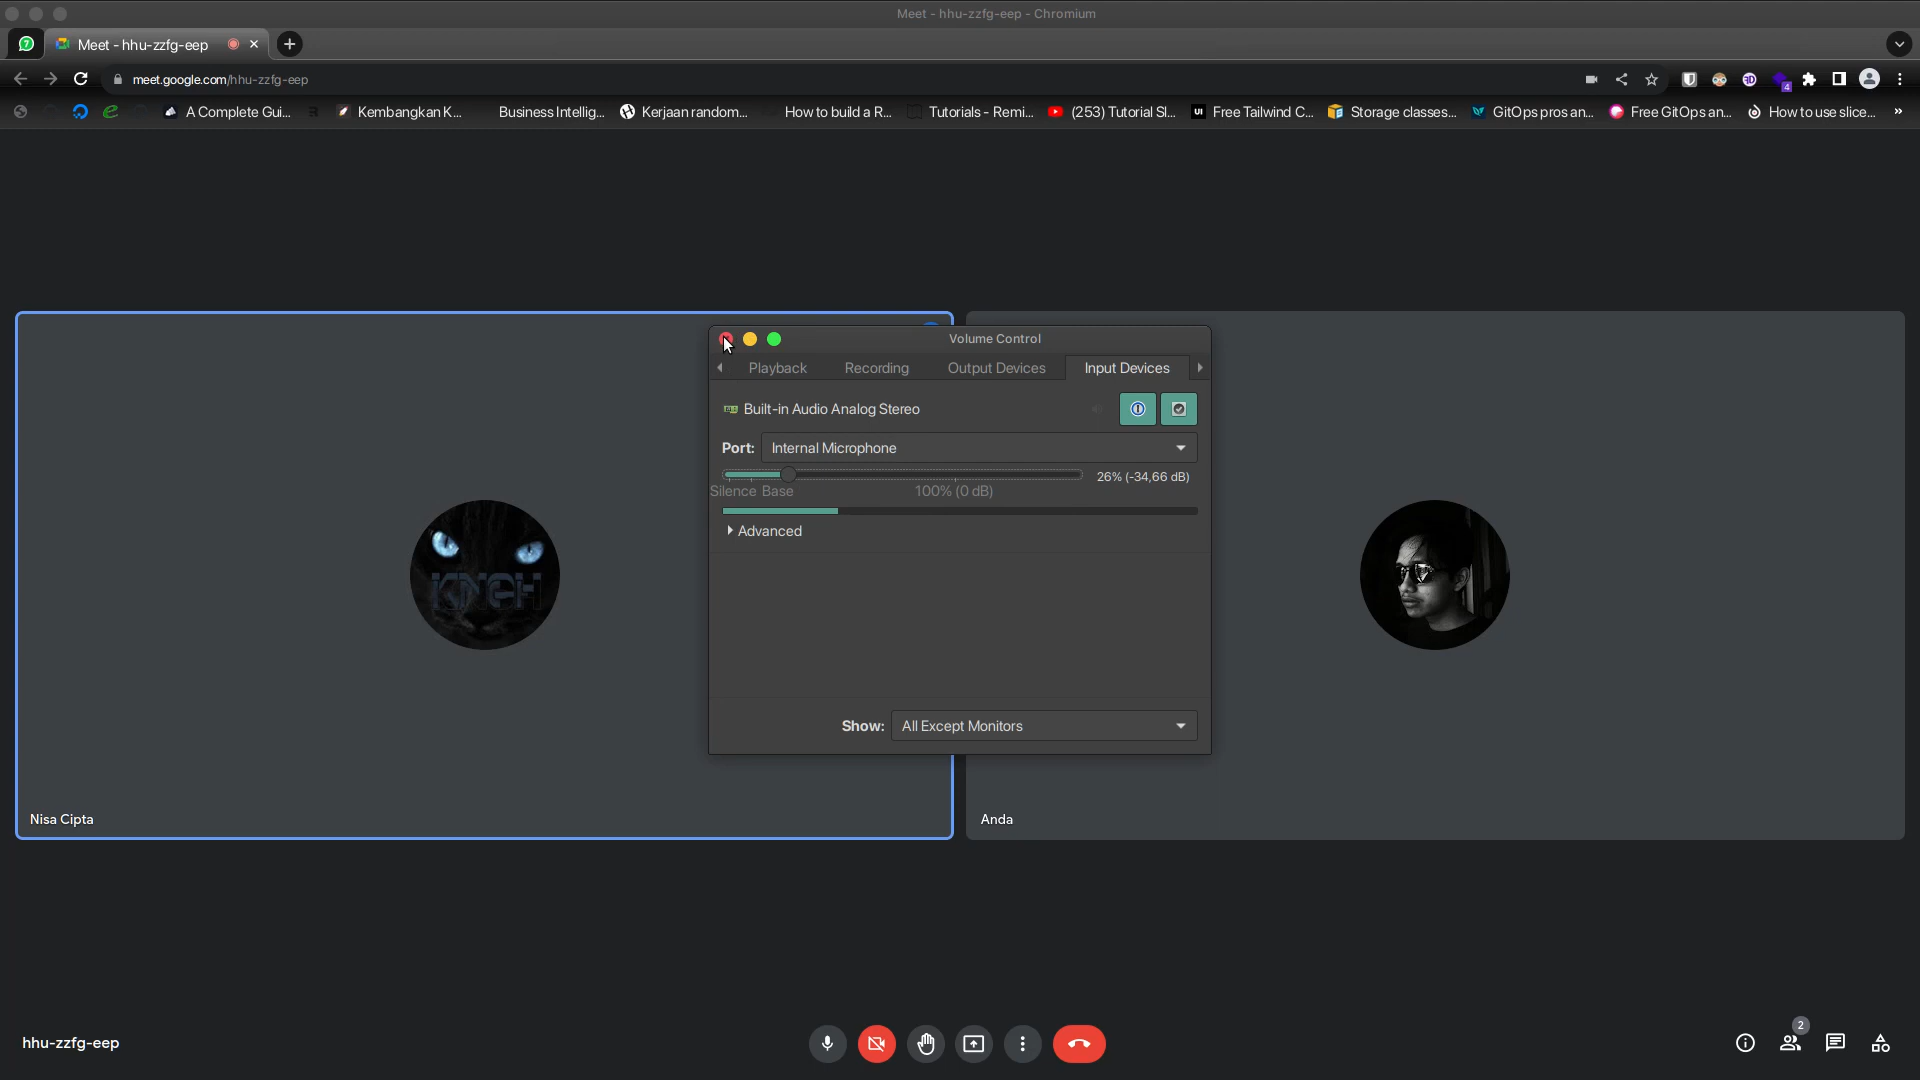 Meet - hhu-zzfg-eep - Chromium
Meet - hhu-zzfg-eep
meet.google.com/hhu-zzfg-eep
4
A Complete Gui...
Kembangkan K...
Business Intellig...
Kerjaan random...
How to build a R...
Tutorials - Remi...
(253) Tutorial Sl...
UI Free Tailwind C...
Storage classes...
GitOps pros an...
Free GitOps an...
How to use slice...
»
Volume Control
Playback
Recording
Output Devices
Input Devices
Built-in Audio Analog Stereo
Port: Internal Microphone
26% (-34,66 dB)
Silence Base
100% (0 dB)
Advanced
Show: All Except Monitors
KNCH
Nisa Cipta
Anda
hhu-zzfg-eep
2